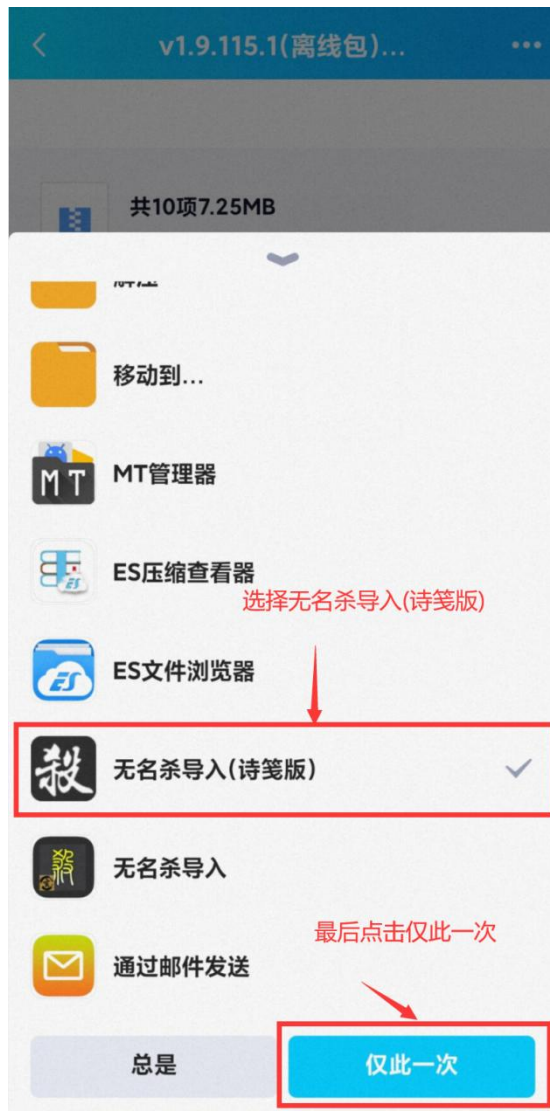 v1.9.115.1(离线包)...
共10项7.25MB
移动到...
MT
MT管理器
ES压缩查看器
选择无名杀导入(诗笺版)
ES文件浏览器
殺
无名杀导入(诗笺版)
无名杀导入
最后点击仅此一次
通过邮件发送
总是
仅此一次